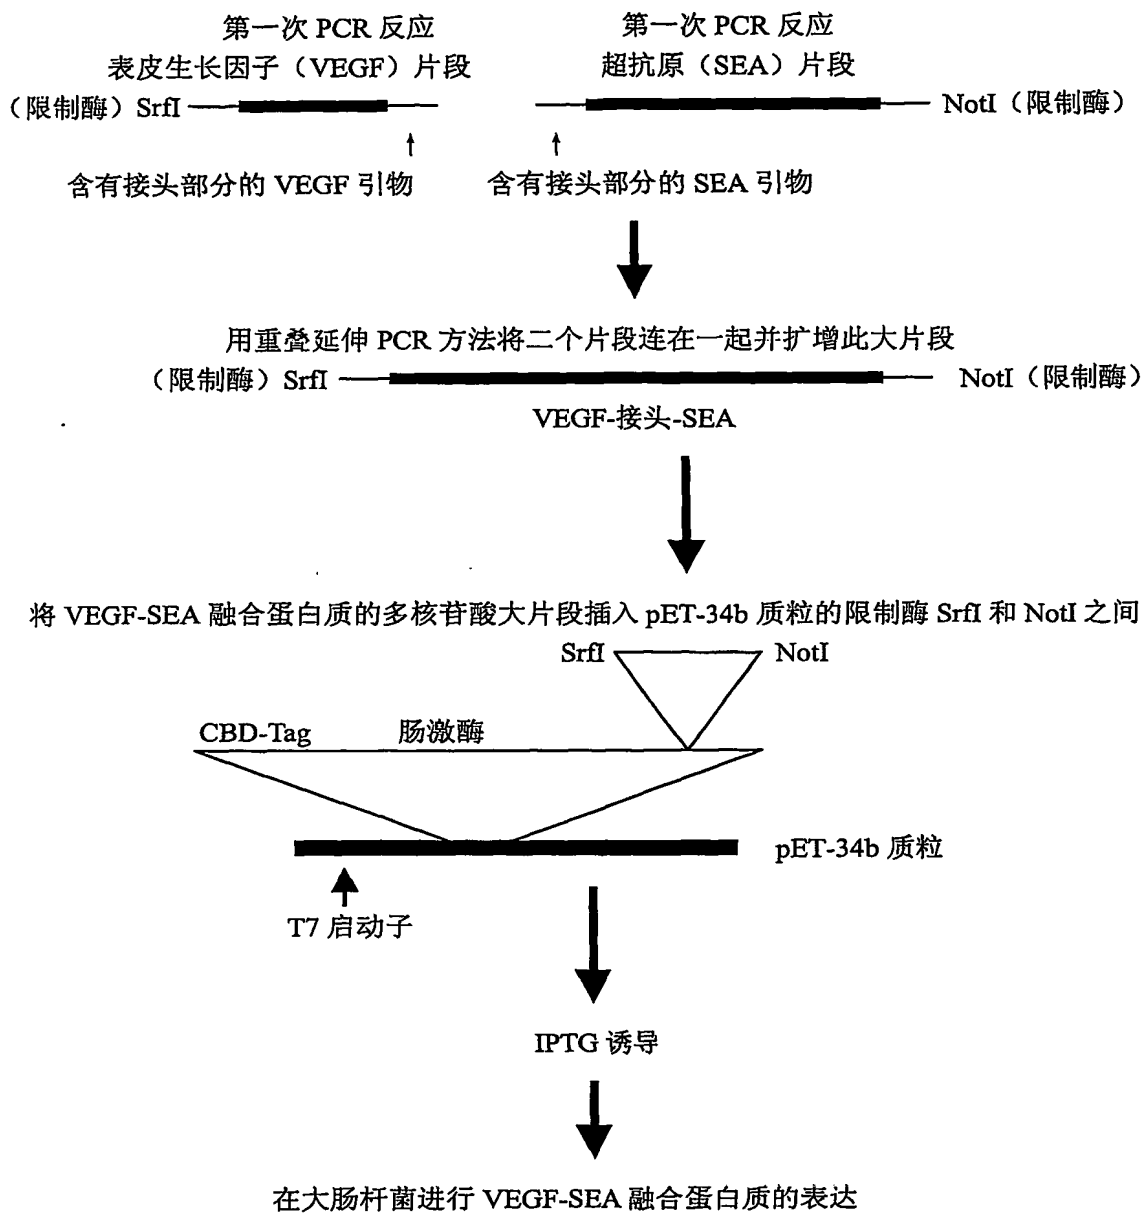 第一次 PCR 反应
表皮生长因子（VEGF）片段
（限制酶）SrfI
含有接头部分的 VEGF 引物
第一次 PCR 反应
超抗原（SEA）片段
NotI（限制酶）
含有接头部分的 SEA 引物
用重叠延伸 PCR 方法将二个片段连在一起并扩增此大片段
（限制酶）SrfI
NotI（限制酶）
VEGF-接头-SEA
将 VEGF-SEA 融合蛋白质的多核苷酸大片段插入 pET-34b 质粒的限制酶 SrfI 和 NotI 之间
SrfI
NotI
CBD-Tag
肠激酶
pET-34b 质粒
T7 启动子
IPTG 诱导
在大肠杆菌进行 VEGF-SEA 融合蛋白质的表达